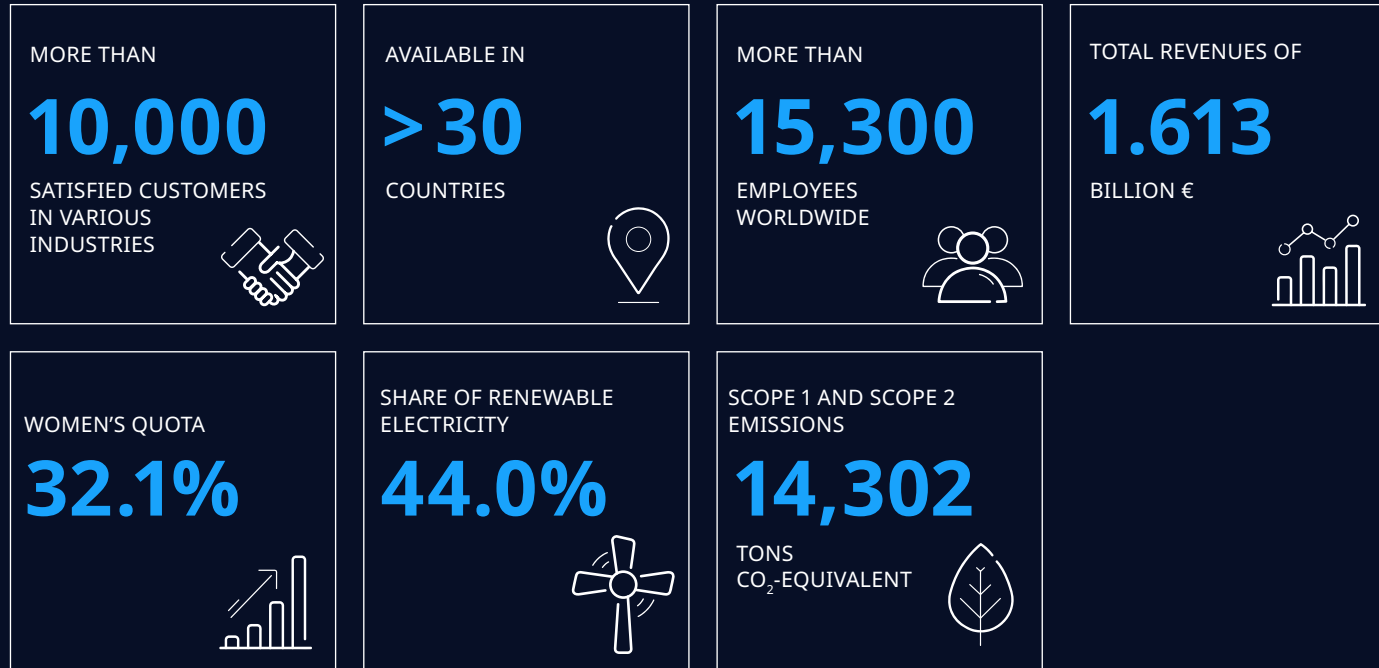 MORE THAN
10,000
SATISFIED CUSTOMERS
IN VARIOUS
INDUSTRIES
AVAILABLE IN
> 30
COUNTRIES
MORE THAN
15,300
EMPLOYEES
WORLDWIDE
TOTAL REVENUES OF
1.613
BILLION €
WOMEN’S QUOTA
32.1%
SHARE OF RENEWABLE
ELECTRICITY
44.0%
SCOPE 1 AND SCOPE 2
EMISSIONS
14,302
TONS
CO₂-EQUIVALENT